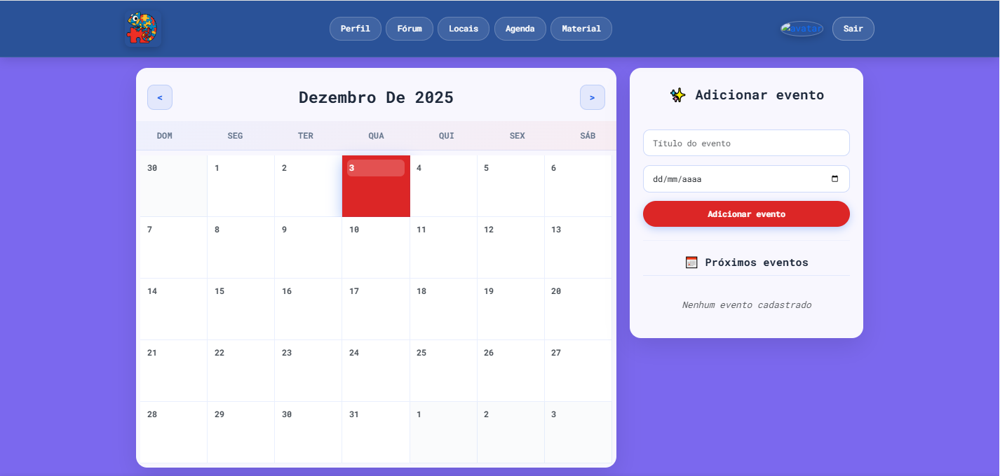 Perfil Fórum Locais Agenda Material avatar Sair
< Dezembro De 2025 >
DOM SEG TER QUA QUI SEX SÁB
30 1 2 3 4 5 6
7 8 9 10 11 12 13
14 15 16 17 18 19 20
21 22 23 24 25 26 27
28 29 30 31 1 2 3
✨ Adicionar evento
Título do evento
dd/mm/aaaa
Adicionar evento
📅 Próximos eventos
Nenhum evento cadastrado